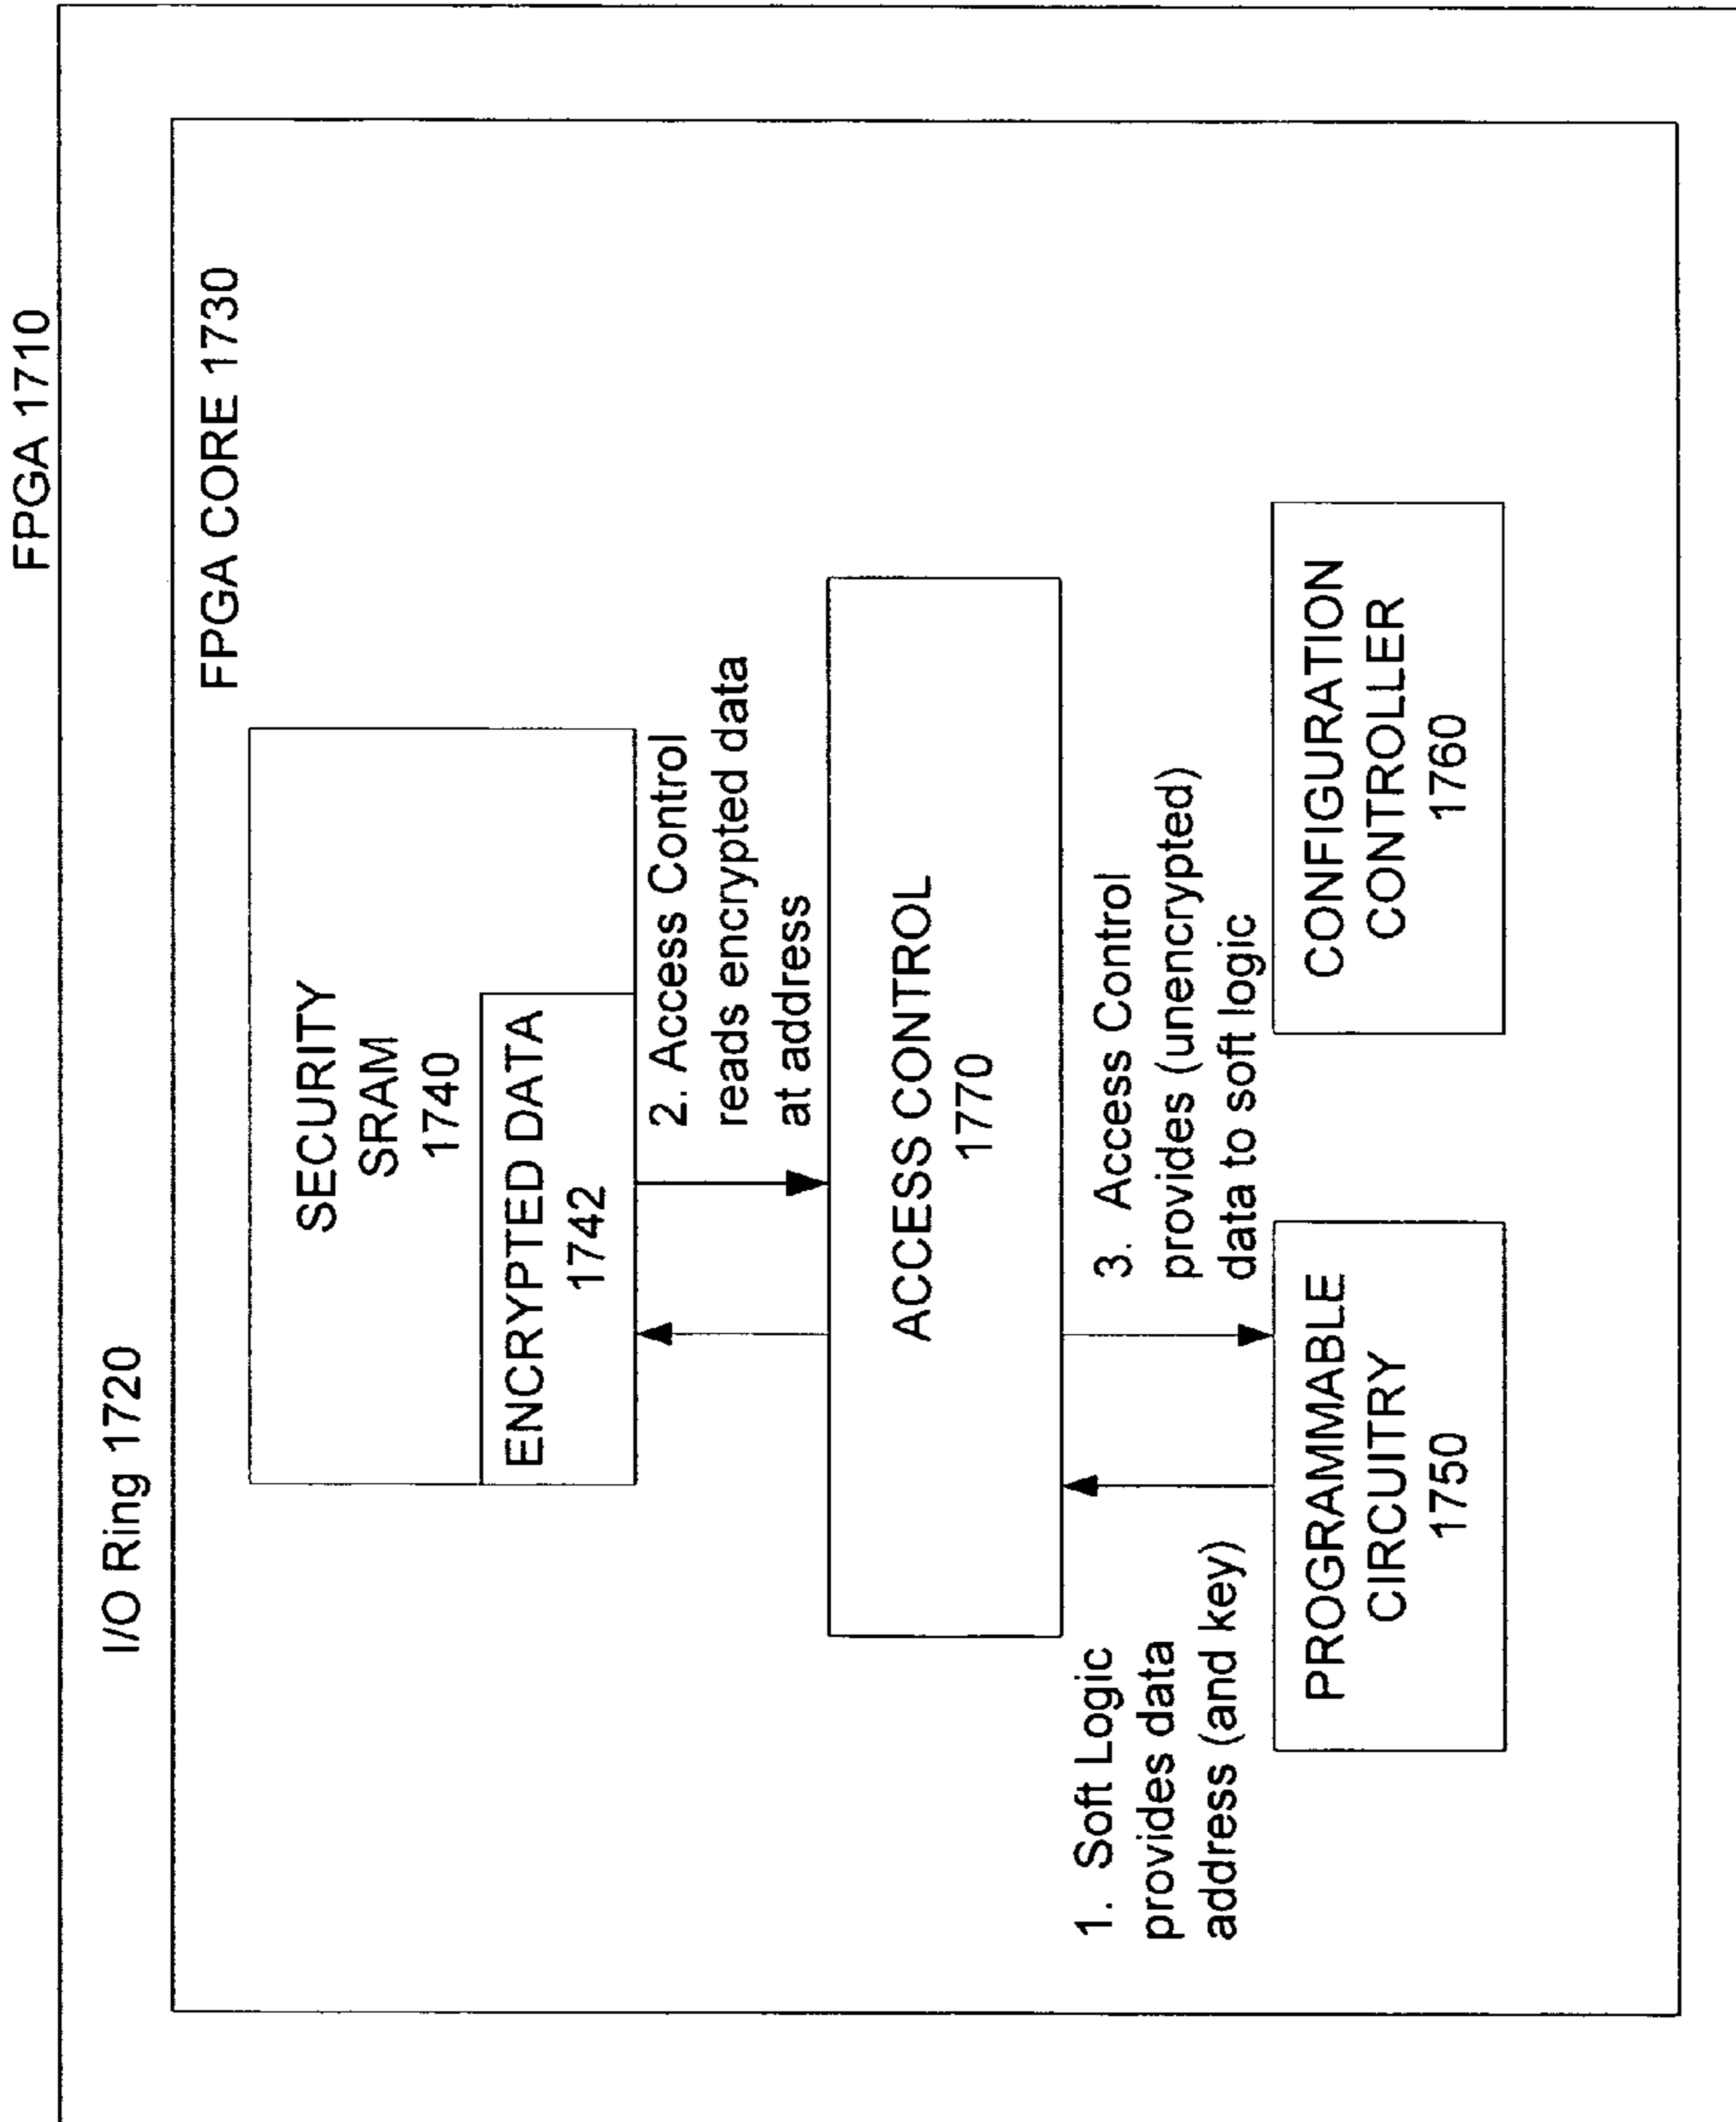 FPGA 1710
I/O Ring 1720
FPGA CORE 1730
SECURITY
SRAM
1740
ENCRYPTED DATA
1742
2. Access Control
reads encrypted data
at address
ACCESS CONTROL
1770
1. Soft Logic
provides data
address (and key)
3. Access Control
provides (unencrypted)
data to soft logic
PROGRAMMABLE
CIRCUITRY
1750
CONFIGURATION
CONTROLLER
1760